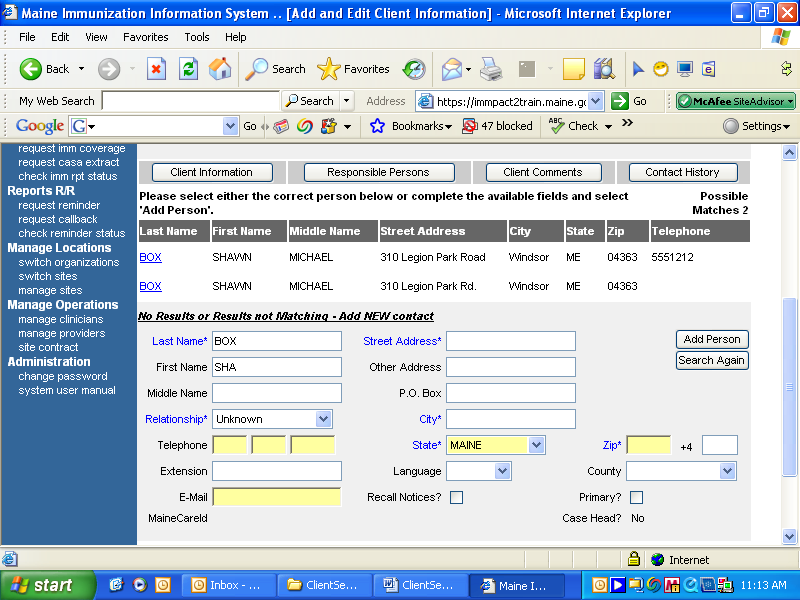 Maine Immunization Information System .. [Add and Edit Client Information] - Microsoft Internet Explorer
File Edit View Favorites Tools Help
Back Search Favorites
My Web Search Search Address https://immpact2train.maine.g Go McAfee SiteAdvisor
Google G Go Bookmarks 47 blocked ABC Check » Settings
request imm coverage
request casa extract
check imm rpt status
Reports R/R
request reminder
request callback
check reminder status
Manage Locations
switch organizations
switch sites
manage sites
Manage Operations
manage clinicians
manage providers
site contract
Administration
change password
system user manual
Client Information Responsible Persons Client Comments Contact History
Please select either the correct person below or complete the available fields and select Possible
'Add Person'. Matches 2
Last Name First Name Middle Name Street Address City State Zip Telephone
BOX SHAWN MICHAEL 310 Legion Park Road Windsor ME 04363 5551212
BOX SHAWN MICHAEL 310 Legion Park Rd. Windsor ME 04363
No Results or Results not Matching - Add NEW contact
Last Name* BOX Street Address* Add Person
First Name SHA Other Address Search Again
Middle Name P.O. Box
Relationship* Unknown City*
Telephone State* MAINE Zip* +4
Extension Language County
E-Mail Recall Notices? Primary?
MaineCareId Case Head? No
Internet
start Inbox - ... ClientSe... ClientSe... Maine I... 11:13 AM